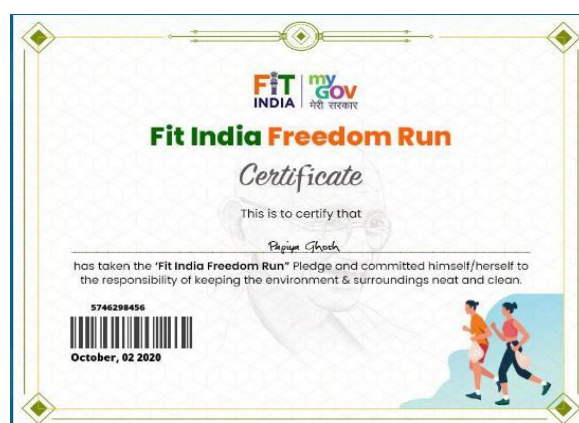 FiT
INDIA
my
GOV
मेरी सरकार
Fit India Freedom Run
Certificate
This is to certify that
Papiya Ghosh
has taken the ‘Fit India Freedom Run” Pledge and committed himself/herself to
the responsibility of keeping the environment & surroundings neat and clean.
5746298456
October, 02 2020